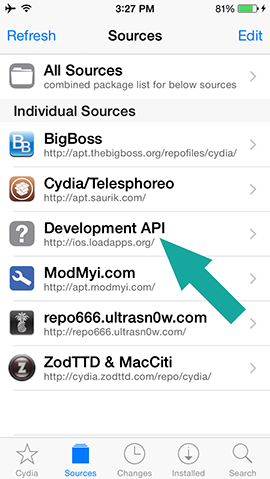 3:27 PM
81%
Refresh
Sources
Edit
All Sources
combined package list for below sources
Individual Sources
BB
BigBoss
http://apt.thebigboss.org/repofiles/cydia/
Cydia/Telesphoreo
http://apt.saurik.com/
?
Development API
http://ios.loadapps.org/
ModMyi.com
http://apt.modmyi.com/
repo666.ultrasn0w.com
http://repo666.ultrasn0w.com/
Z
ZodTTD & MacCiti
http://cydia.zodttd.com/repo/cydia/
Cydia
Sources
Changes
Installed
Search